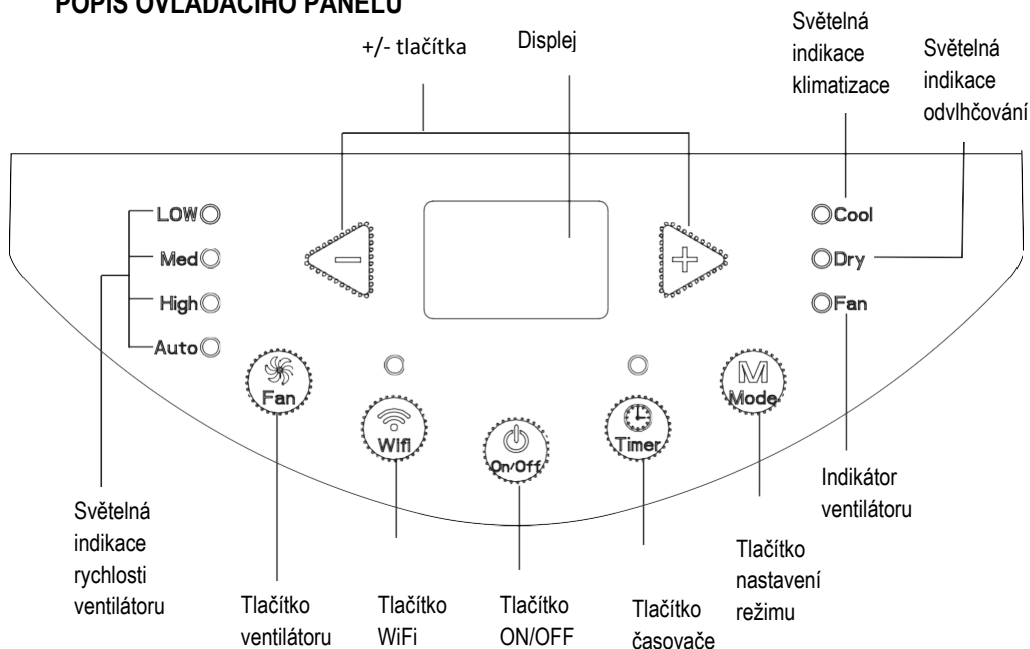 POPIS OVLÁDACÍHO PANELU
+/- tlačítka
Displej
Světelná
indikace
klimatizace
Světelná
indikace
odvlhčování
LOW
Med
High
Auto
Cool
Dry
Fan
Fan
Wifi
On/Off
Timer
M
Mode
Světelná
indikace
rychlosti
ventilátoru
Tlačítko
ventilátoru
Tlačítko
WiFi
Tlačítko
ON/OFF
Tlačítko
časovače
Tlačítko
nastavení
režimu
Indikátor
ventilátoru